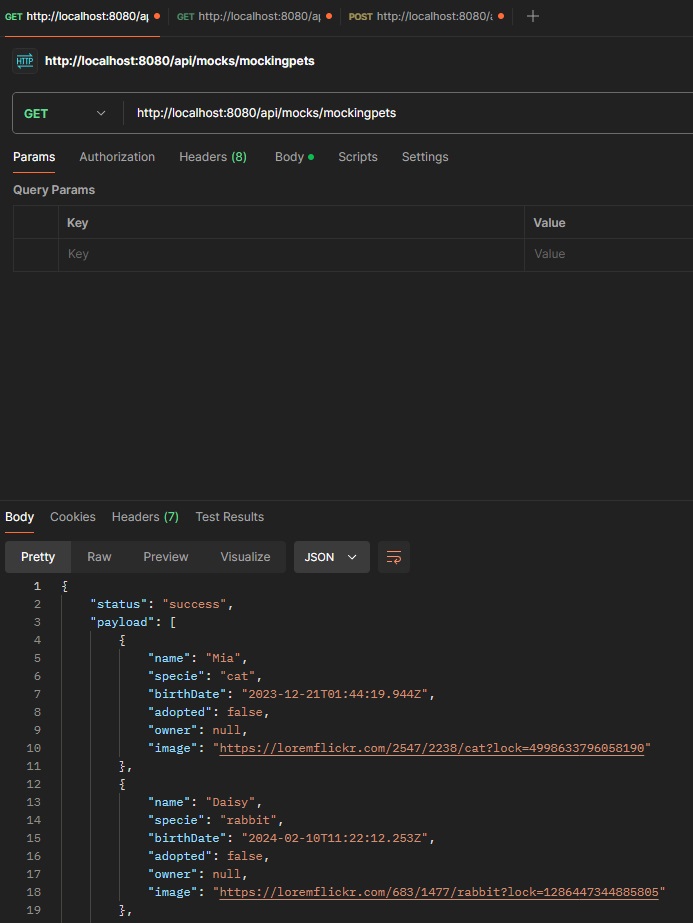 GET http://localhost:8080/ap GET http://localhost:8080/ap POST http://localhost:8080/a
HTTP http://localhost:8080/api/mocks/mockingpets
GET http://localhost:8080/api/mocks/mockingpets
Params Authorization Headers (8) Body Scripts Settings
Query Params
Key Value
Key Value
Body Cookies Headers (7) Test Results
Pretty Raw Preview Visualize JSON
1 {
2 "status": "success",
3 "payload": [
4 {
5 "name": "Mia",
6 "specie": "cat",
7 "birthDate": "2023-12-21T01:44:19.944Z",
8 "adopted": false,
9 "owner": null,
10 "image": "https://loremflickr.com/2547/2238/cat?lock=4998633796058190"
11 },
12 {
13 "name": "Daisy",
14 "specie": "rabbit",
15 "birthDate": "2024-02-10T11:22:12.253Z",
16 "adopted": false,
17 "owner": null,
18 "image": "https://loremflickr.com/683/1477/rabbit?lock=1286447344885805"
19 },